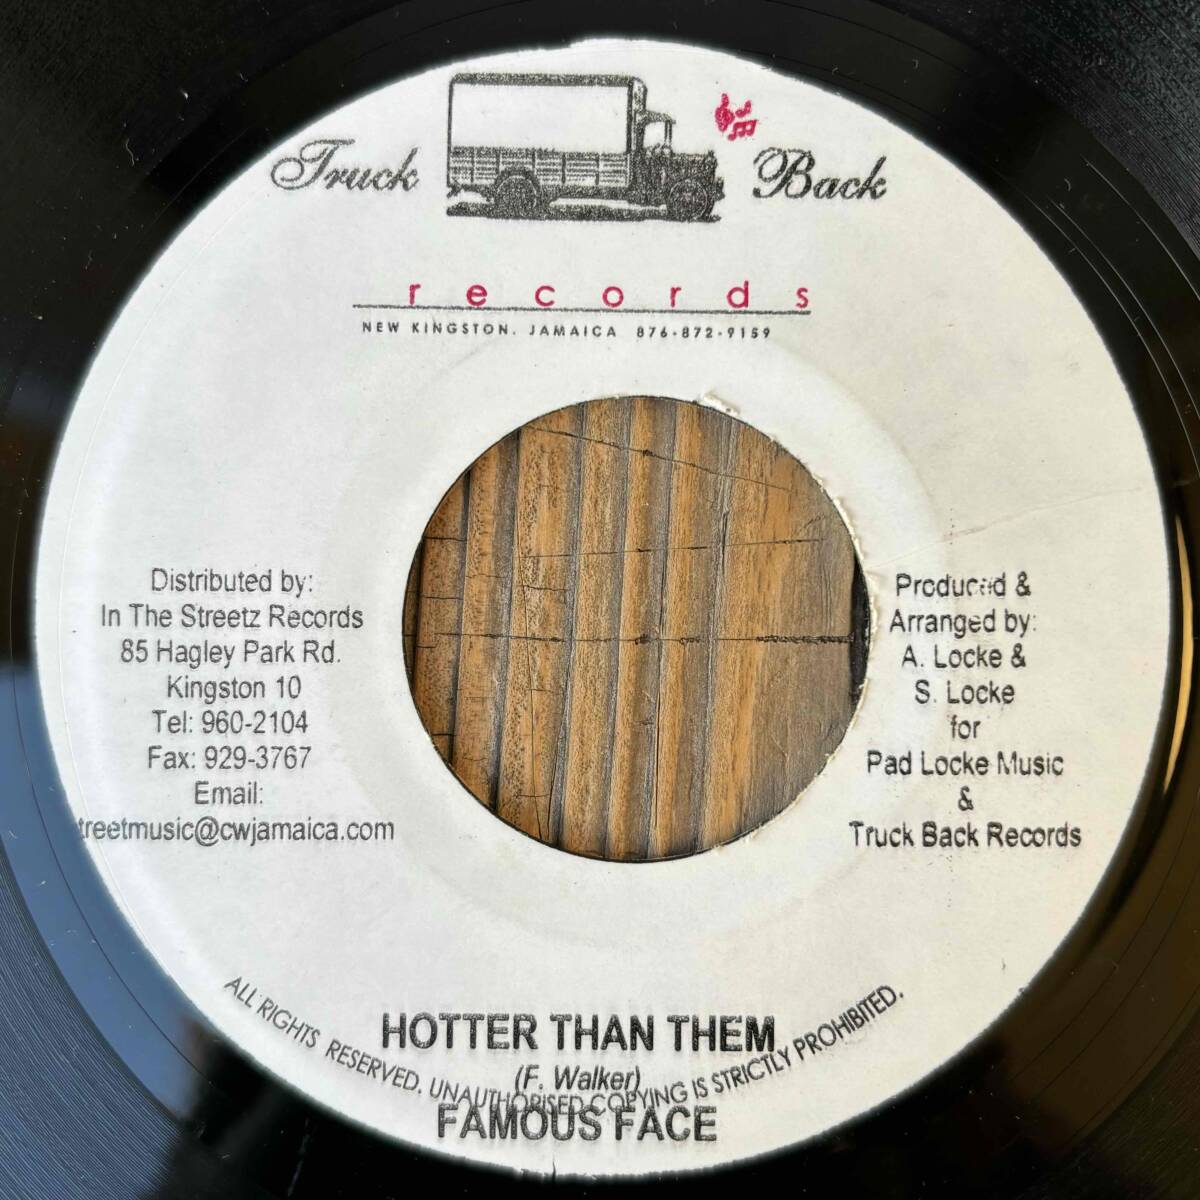 Truck Back
records
NEW KINGSTON. JAMAICA 876-872-9159
Distributed by:
In The Streetz Records
85 Hagley Park Rd.
Kingston 10
Tel: 960-2104
Fax: 929-3767
Email:
treetmusic@cwjamaica.com
Produced &
Arranged by:
A. Locke &
S. Locke
for
Pad Locke Music
&
Truck Back Records
HOTTER THAN THEM
(F. Walker)
FAMOUS FACE
ALL RIGHTS RESERVED. UNAUTHORISED COPYING IS STRICTLY PROHIBITED.